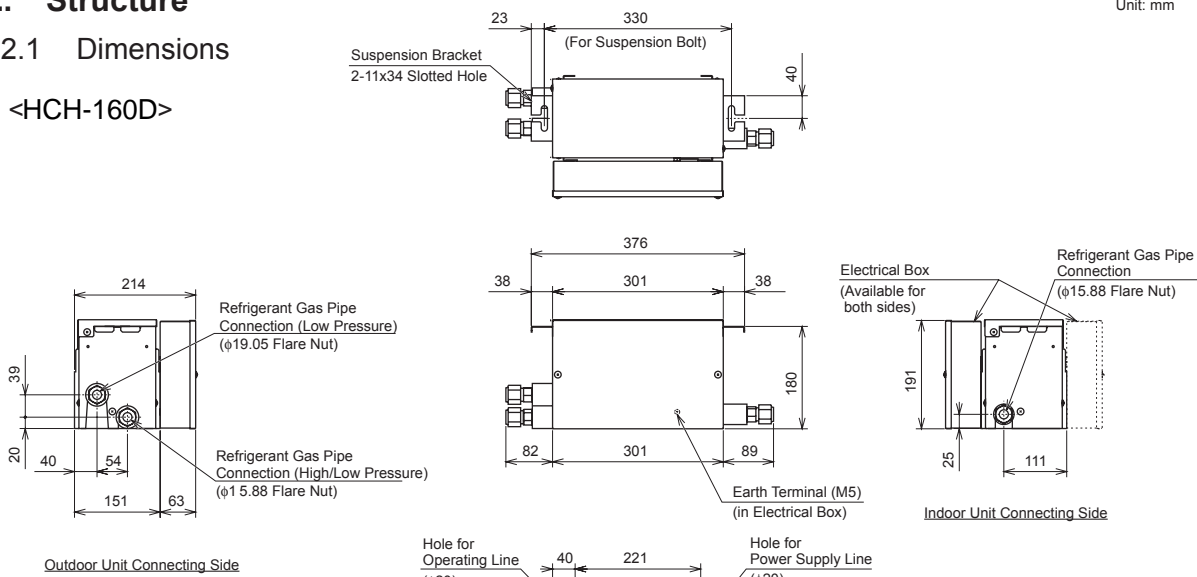 Structure
Unit: mm
2.1 Dimensions
<HCH-160D>
23
330
(For Suspension Bolt)
Suspension Bracket
2-11x34 Slotted Hole
40
376
38
301
38
180
82
301
89
Earth Terminal (M5)
(in Electrical Box)
214
Refrigerant Gas Pipe
Connection (Low Pressure)
(ϕ19.05 Flare Nut)
39
20
40
54
151
63
Refrigerant Gas Pipe
Connection (High/Low Pressure)
(ϕ1 5.88 Flare Nut)
Outdoor Unit Connecting Side
Electrical Box
(Available for
both sides)
Refrigerant Gas Pipe
Connection
(ϕ15.88 Flare Nut)
191
25
111
Indoor Unit Connecting Side
Hole for
Operating Line
40
221
Hole for
Power Supply Line